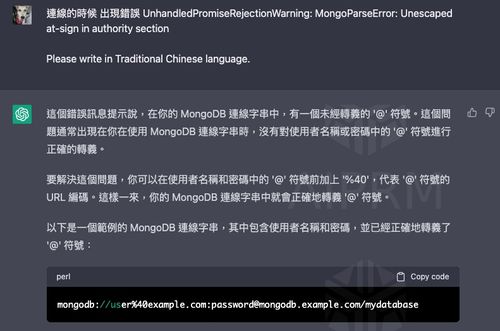 連線的時候 出現錯誤 UnhandledPromiseRejectionWarning: MongoParseError: Unescaped
at-sign in authority section
Please write in Traditional Chinese language.
這個錯誤訊息提示說，在你的 MongoDB 連線字串中，有一個未經轉義的 '@' 符號。這個問
題通常出現在你在使用 MongoDB 連線字串時，沒有對使用者名稱或密碼中的 '@' 符號進行
正確的轉義。
要解決這個問題，你可以在使用者名稱和密碼中的 '@' 符號前加上 '%40'，代表 '@' 符號的
URL 編碼。這樣一來，你的 MongoDB 連線字串中就會正確地轉義 '@' 符號。
以下是一個範例的 MongoDB 連線字串，其中包含使用者名稱和密碼，並已經正確地轉義了
'@' 符號：
perl
Copy code
mongodb://user%40example.com:password@mongodb.example.com/mydatabase
AIPRM